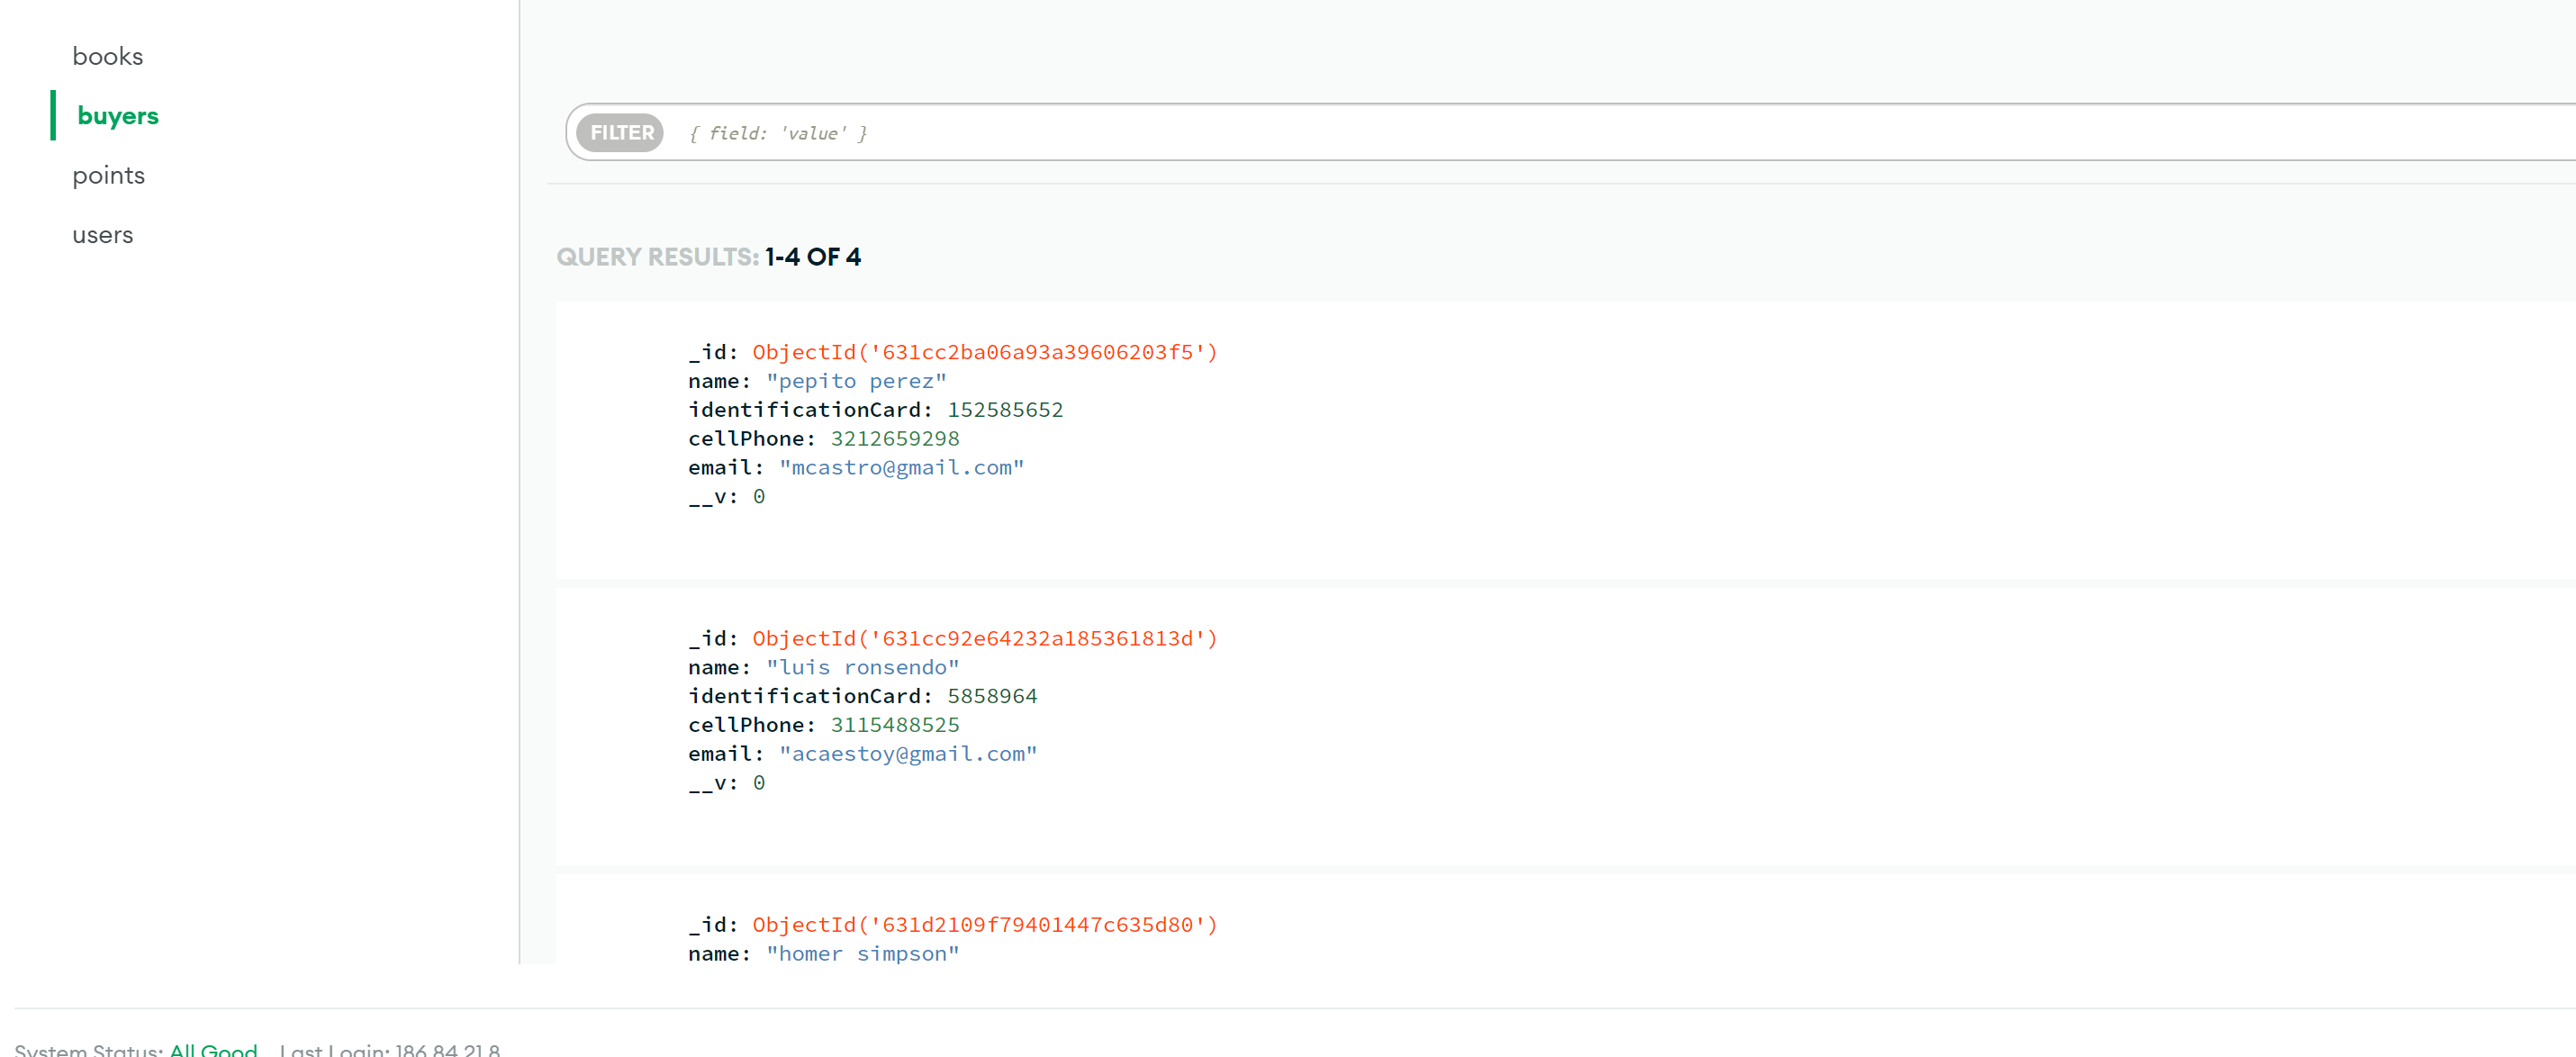 books
buyers
points
users
FILTER { field: 'value' }
QUERY RESULTS: 1-4 OF 4
_id: ObjectId('631cc2ba06a93a39606203f5')
name: "pepito perez"
identificationCard: 152585652
cellPhone: 3212659298
email: "mcastro@gmail.com"
__v: 0
_id: ObjectId('631cc92e64232a185361813d')
name: "luis ronsendo"
identificationCard: 5858964
cellPhone: 3115488525
email: "acaestoy@gmail.com"
__v: 0
_id: ObjectId('631d2109f79401447c635d80')
name: "homer simpson"
System Status: All Good Last Login: 186.84.21.8